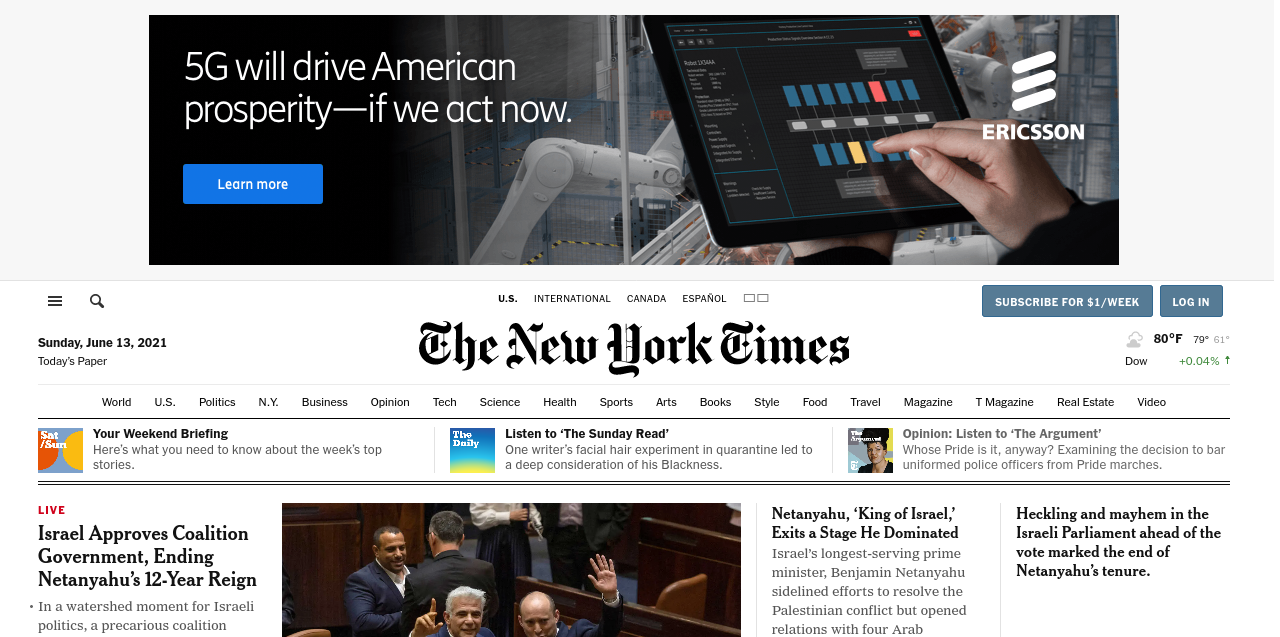 5G will drive American
prosperity—if we act now.
Learn more
ERICSSON
U.S. INTERNATIONAL CANADA ESPAÑOL
SUBSCRIBE FOR $1/WEEK LOG IN
Sunday, June 13, 2021
Today's Paper
The New York Times
80°F 79° 61°
Dow +0.04% ↑
World U.S. Politics N.Y. Business Opinion Tech Science Health Sports Arts Books Style Food Travel Magazine T Magazine Real Estate Video
Sat
/Sun
Your Weekend Briefing
Here's what you need to know about the week's top
stories.
The
Daily
Listen to ‘The Sunday Read’
One writer's facial hair experiment in quarantine led to
a deep consideration of his Blackness.
The
Argument
Opinion: Listen to ‘The Argument’
Whose Pride is it, anyway? Examining the decision to bar
uniformed police officers from Pride marches.
LIVE
Israel Approves Coalition
Government, Ending
Netanyahu’s 12-Year Reign
• In a watershed moment for Israeli
politics, a precarious coalition
Netanyahu, ‘King of Israel,’
Exits a Stage He Dominated
Israel’s longest-serving prime
minister, Benjamin Netanyahu
sidelined efforts to resolve the
Palestinian conflict but opened
relations with four Arab
Heckling and mayhem in the
Israeli Parliament ahead of the
vote marked the end of
Netanyahu’s tenure.